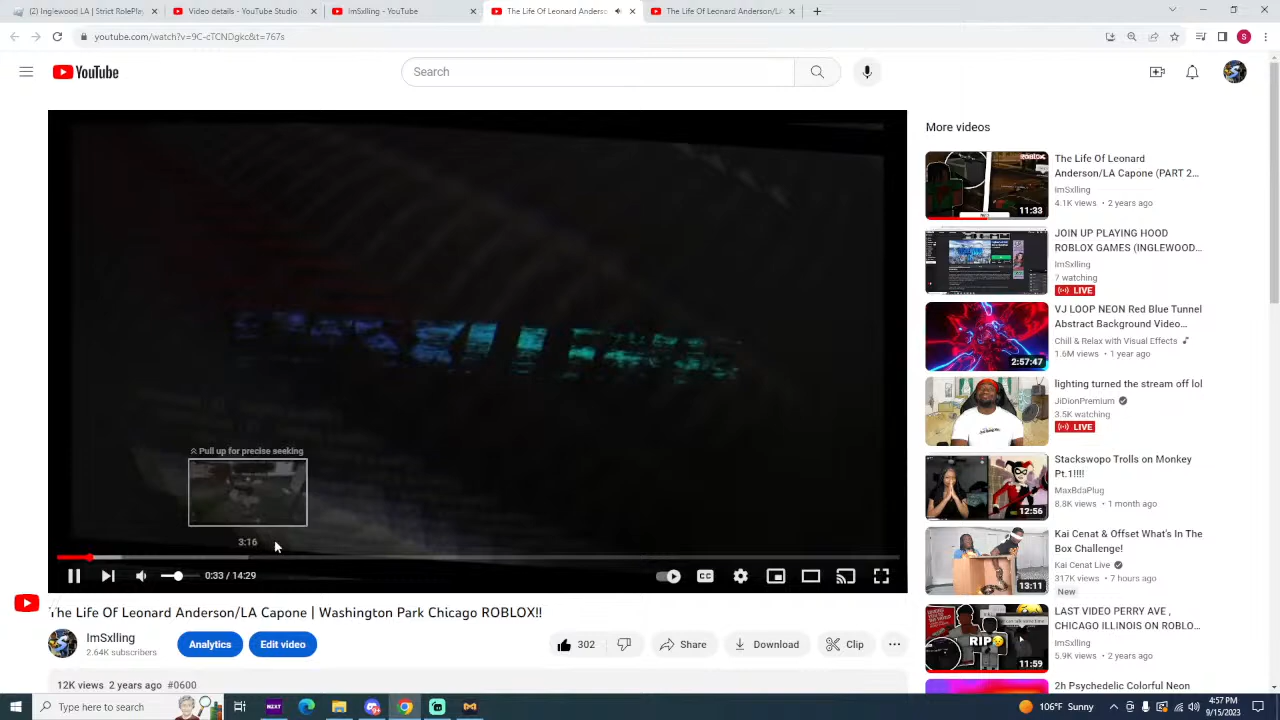 [2] Inglewood LA | StrictRolePla
Video details - YouTube Studio
ImSxlling - YouTube
The Life Of Leonard Anderso
The Life Of Leonard Anderson/L
youtube.com/watch?v=9C-cTCNDgkc&t=767s
S
YouTube
Search
Pull up for precise seeking
3:16
0:33 / 14:29
CC
The Life Of Leonard Anderson/LA Capone | Washington Park Chicago ROBLOX!!
ImSxlling
2.64K subscribers
Analytics
302
Share
Download
Clip
12K views 2 years ago #0600
More videos
ROBLOX
11:33
The Life Of Leonard
Anderson/LA Capone (PART 2...
ImSxlling
4.1K views • 2 years ago
JOIN UP PLAYING HOOD
ROBLOX GAMES (INGLEWOOD...
ImSxlling
7 watching
LIVE
2:57:47
VJ LOOP NEON Red Blue Tunnel
Abstract Background Video...
Chill & Relax with Visual Effects
1.6M views • 1 year ago
lighting turned the stream off lol
JiDionPremium
3.5K watching
LIVE
12:56
Stackswopo Trolls on Monkey
Pt.1!!!!
MaxBdaPlug
8.8K views • 1 month ago
13:11
Kai Cenat & Offset What's In The
Box Challenge!
Kai Cenat Live
317K views • 7 hours ago
New
RIP
11:59
LAST VIDEO PERRY AVE ,
CHICAGO ILLINOIS ON ROBLO...
ImSxlling
5.9K views • 2 years ago
2h Psychedelic Colorful Neon
Type here to search
106°F Sunny
4:57 PM
9/15/2023